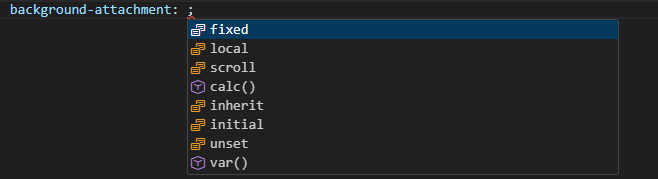 background-attachment: ;
fixed
local
scroll
calc()
inherit
initial
unset
var()